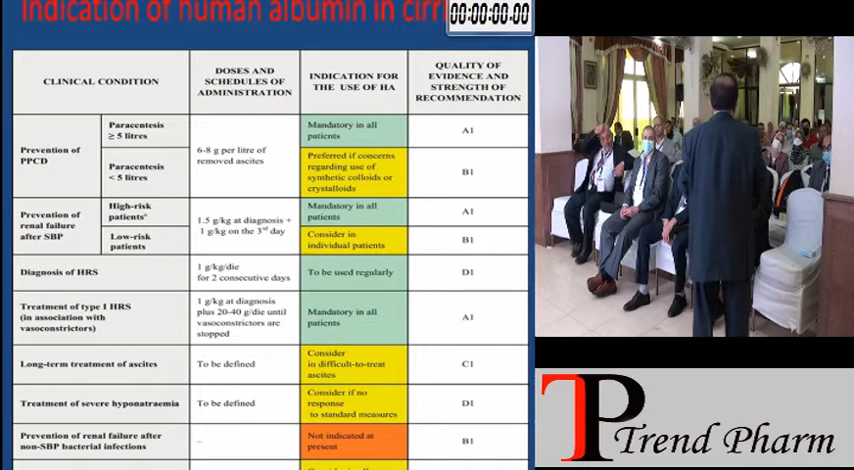 Indication of human albumin in cirr
00:00:00.00
CLINICAL CONDITION
DOSES AND
SCHEDULES OF
ADMINISTRATION
INDICATION FOR
THE USE OF HA
QUALITY OF
EVIDENCE AND
STRENGTH OF
RECOMMENDATION
Prevention of
PPCD
Paracentesis
≥ 5 litres
6-8 g per litre of
removed ascites
Mandatory in all
patients
A1
Paracentesis
< 5 litres
Preferred if concerns
regarding use of
synthetic colloids or
crystalloids
B1
Prevention of
renal failure
after SBP
High-risk
patientsª
1.5 g/kg at diagnosis +
1 g/kg on the 3rd day
Mandatory in all
patients
A1
Low-risk
patients
Consider in
individual patients
B1
Diagnosis of HRS
1 g/kg/die
for 2 consecutive days
To be used regularly
D1
Treatment of type I HRS
(in association with
vasoconstrictors)
1 g/kg at diagnosis
plus 20-40 g/die until
vasoconstrictors are
stopped
Mandatory in all
patients
A1
Long-term treatment of ascites
To be defined
Consider
in difficult-to-treat
ascites
C1
Treatment of severe hyponatraemia
To be defined
Consider if no
response
to standard measures
D1
Prevention of renal failure after
non-SBP bacterial infections
–
Not indicated at
present
B1
TP Trend Pharm